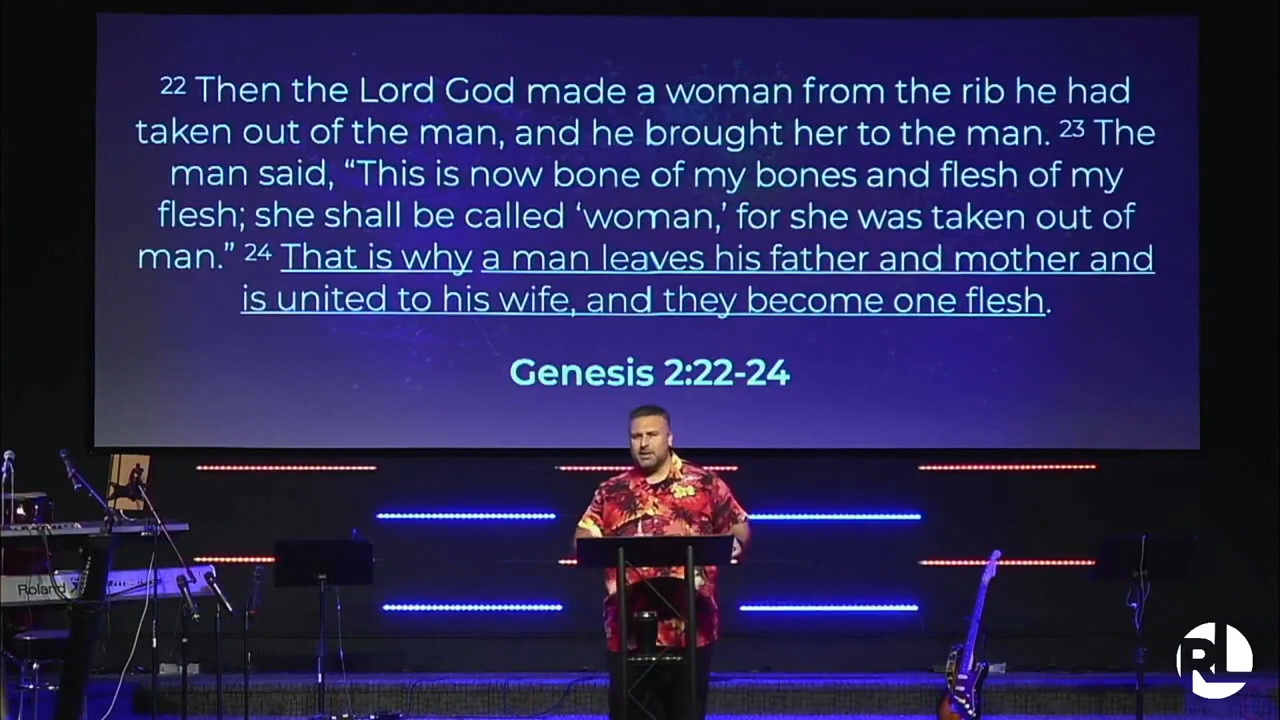 22 Then the Lord God made a woman from the rib he had
taken out of the man, and he brought her to the man. 23 The
man said, “This is now bone of my bones and flesh of my
flesh; she shall be called ‘woman,’ for she was taken out of
man.” 24 That is why a man leaves his father and mother and
is united to his wife, and they become one flesh.
Genesis 2:22-24
Roland
RL